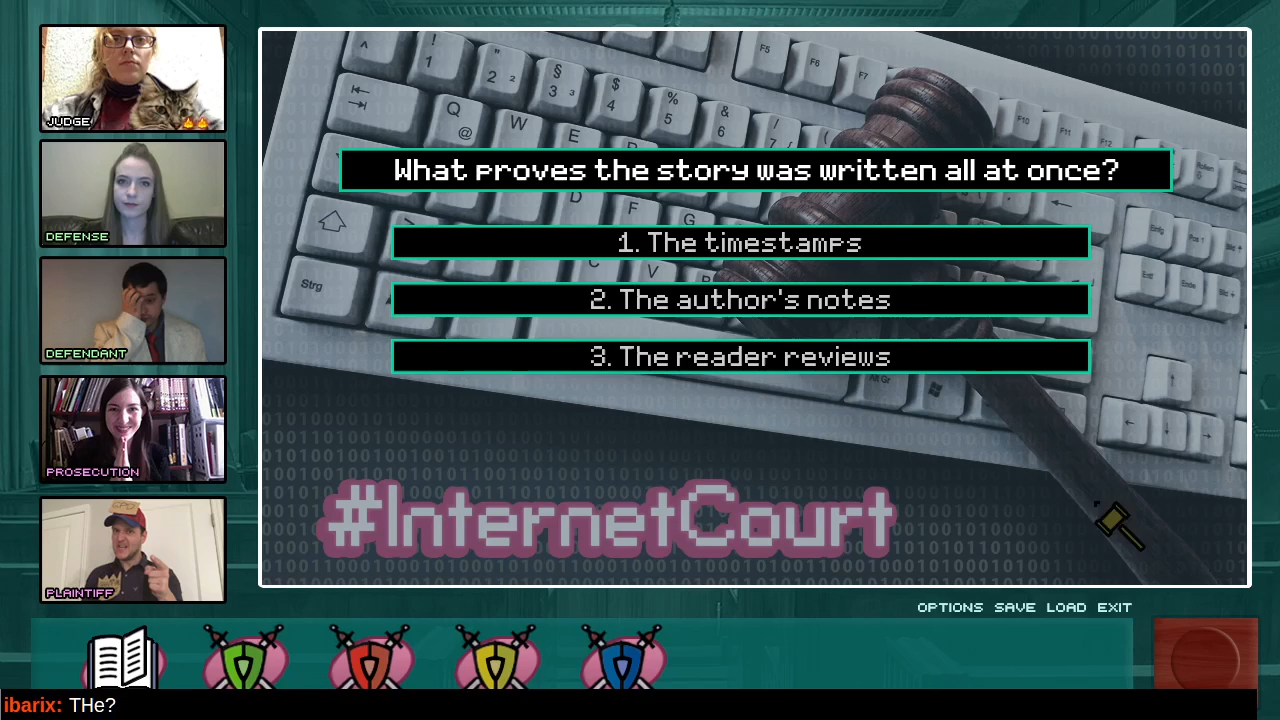 JUDGE
DEFENSE
DEFENDANT
PROSECUTION
PLAINTIFF
What proves the story was written all at once?
1. The timestamps
2. The author's notes
3. The reader reviews
#InternetCourt
OPTIONS SAVE LOAD EXIT
ibarix: THe?